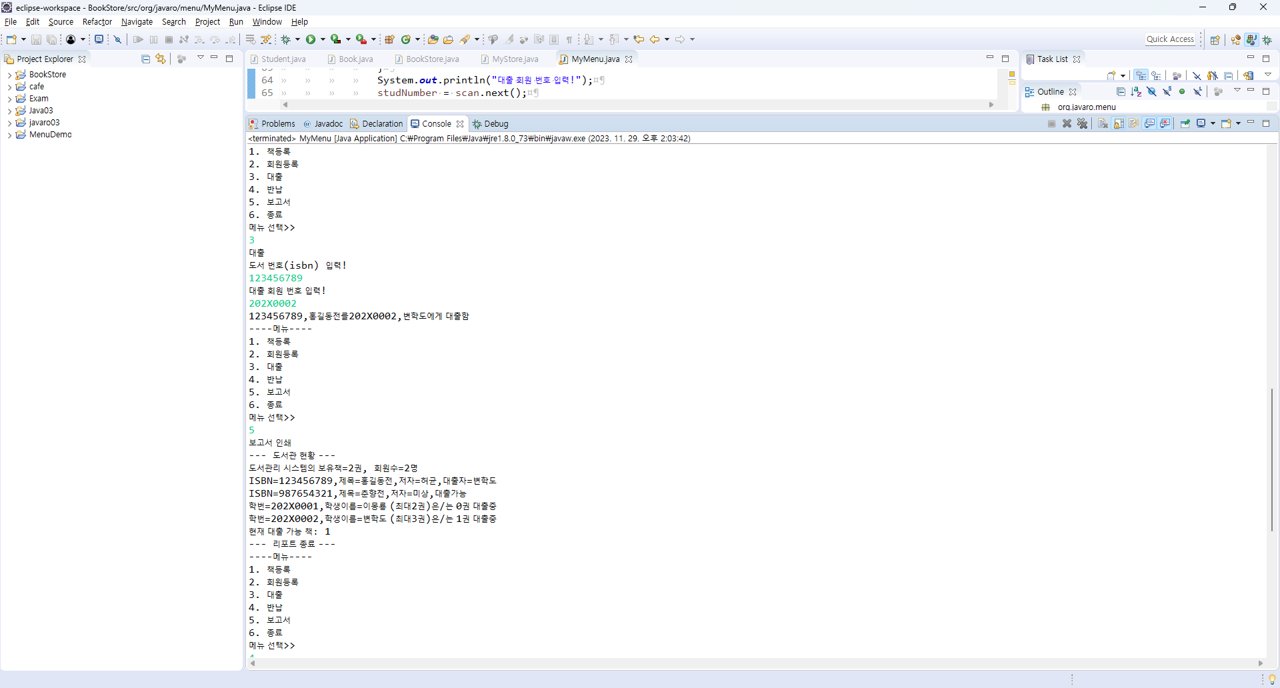 eclipse-workspace - BookStore/src/org/javaro/menu/MyMenu.java - Eclipse IDE
File Edit Source Refactor Navigate Search Project Run Window Help
Quick Access
Project Explorer
BookStore
cafe
Exam
Java03
javaro03
MenuDemo
Student.java Book.java BookStore.java MyStore.java MyMenu.java
64 System.out.println("대출 회원 번호 입력!");
65 studNumber = scan.next();
Task List
Outline
org.javaro.menu
Problems Javadoc Declaration Console Debug
<terminated> MyMenu [Java Application] C:₩Program Files₩Java₩jre1.8.0_73₩bin₩javaw.exe (2023. 11. 29. 오후 2:03:42)
1. 책등록
2. 회원등록
3. 대출
4. 반납
5. 보고서
6. 종료
메뉴 선택>>
3
대출
도서 번호(isbn) 입력!
123456789
대출 회원 번호 입력!
202X0002
123456789,홍길동전을202X0002,변학도에게 대출함
----메뉴----
1. 책등록
2. 회원등록
3. 대출
4. 반납
5. 보고서
6. 종료
메뉴 선택>>
5
보고서 인쇄
--- 도서관 현황 ---
도서관리 시스템의 보유책=2권, 회원수=2명
ISBN=123456789,제목=홍길동전,저자=허균,대출자=변학도
ISBN=987654321,제목=춘향전,저자=미상,대출가능
학번=202X0001,학생이름=이몽룡 (최대2권)은/는 0권 대출중
학번=202X0002,학생이름=변학도 (최대3권)은/는 1권 대출중
현재 대출 가능 책: 1
--- 리포트 종료 ---
----메뉴----
1. 책등록
2. 회원등록
3. 대출
4. 반납
5. 보고서
6. 종료
메뉴 선택>>